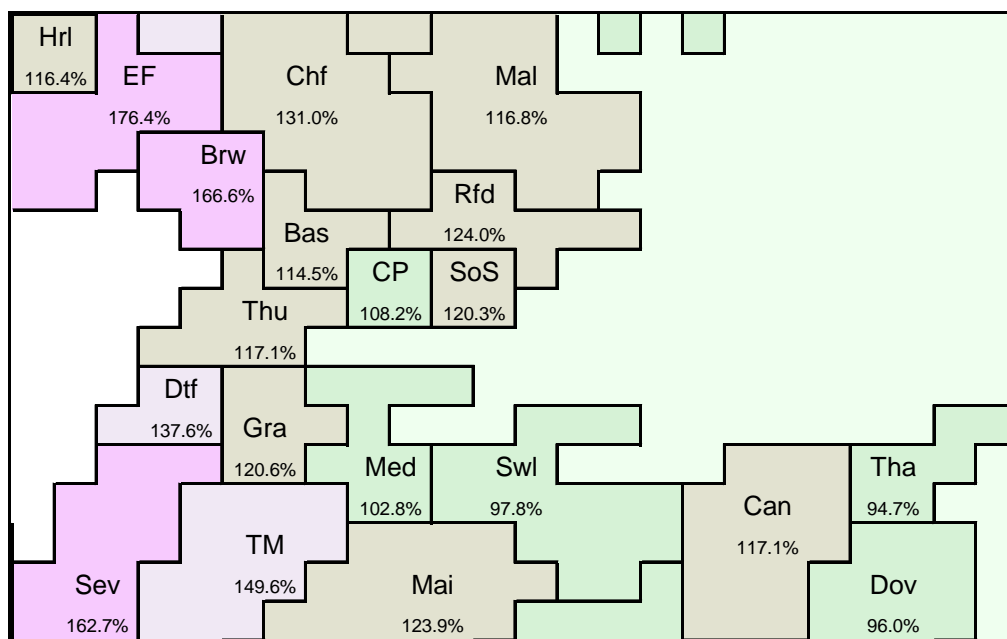 Hrl
116.4%
EF
176.4%
Chf
131.0%
Mal
116.8%
Brw
166.6%
Rfd
124.0%
Bas
114.5%
CP
108.2%
SoS
120.3%
Thu
117.1%
Dtf
137.6%
Gra
120.6%
Med
102.8%
Swl
97.8%
Can
117.1%
Tha
94.7%
TM
149.6%
Sev
162.7%
Mai
123.9%
Dov
96.0%